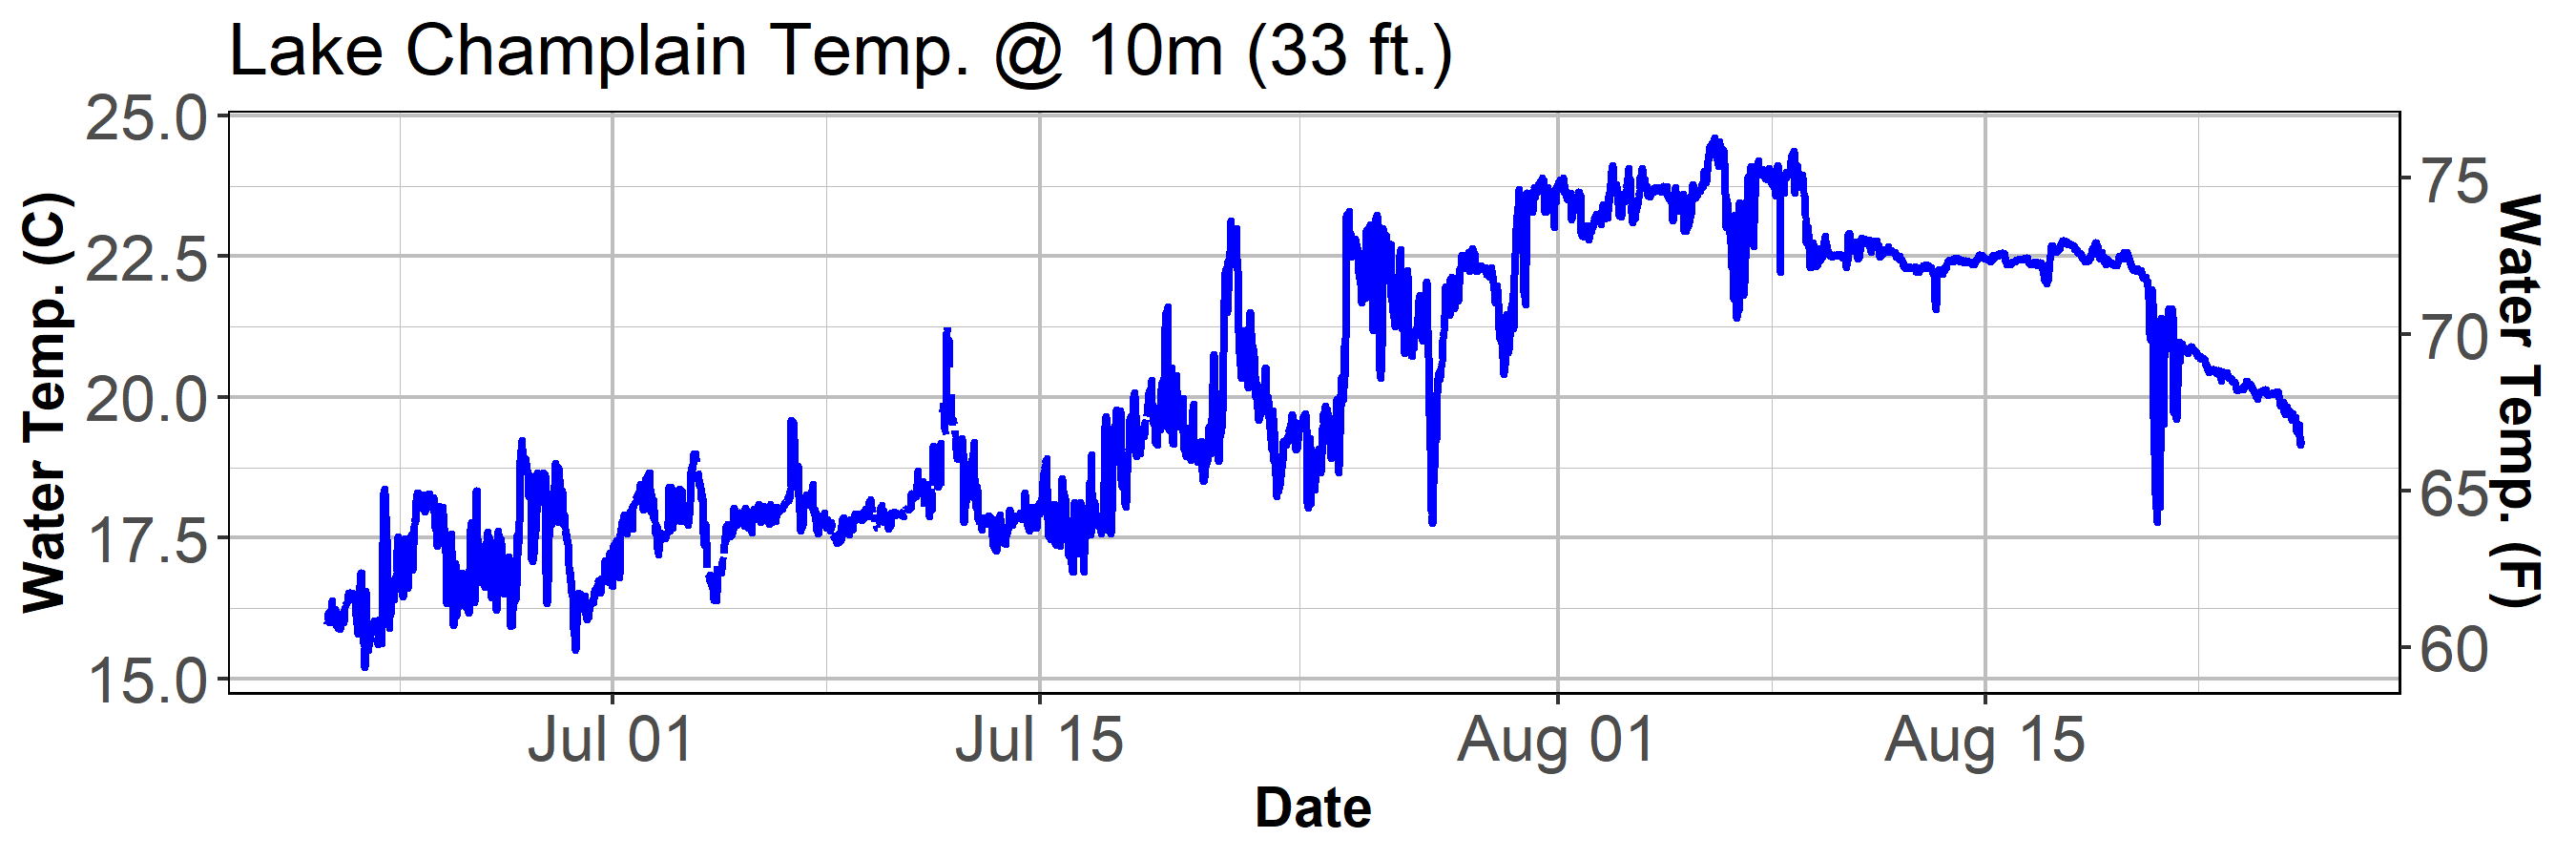 Lake Champlain Temp. @ 10m (33 ft.)
Water Temp. (C)
25.0
22.5
20.0
17.5
15.0
75
70
65
60
Water Temp. (F)
Jul 01
Jul 15
Aug 01
Aug 15
Date